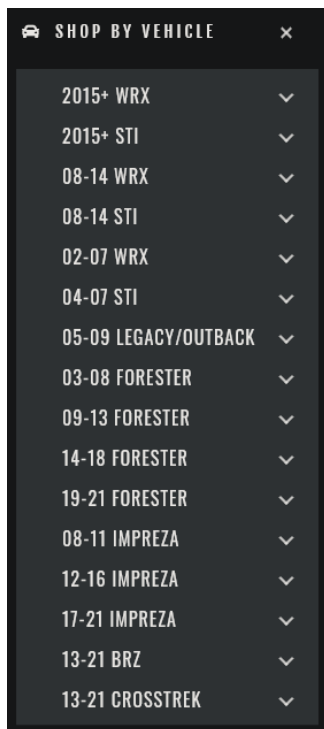 SHOP BY VEHICLE
2015+ WRX
2015+ STI
08-14 WRX
08-14 STI
02-07 WRX
04-07 STI
05-09 LEGACY/OUTBACK
03-08 FORESTER
09-13 FORESTER
14-18 FORESTER
19-21 FORESTER
08-11 IMPREZA
12-16 IMPREZA
17-21 IMPREZA
13-21 BRZ
13-21 CROSSTREK